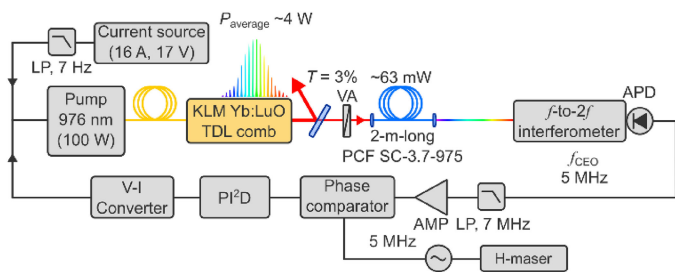 Current source
(16 A, 17 V)
LP, 7 Hz
P_average ~4 W
Pump
976 nm
(100 W)
KLM Yb:LuO
TDL comb
T = 3%
VA
~63 mW
2-m-long
PCF SC-3.7-975
f-to-2f
interferometer
APD
f_CEO
5 MHz
V-I
Converter
PI²D
Phase
comparator
AMP
LP, 7 MHz
5 MHz
H-maser